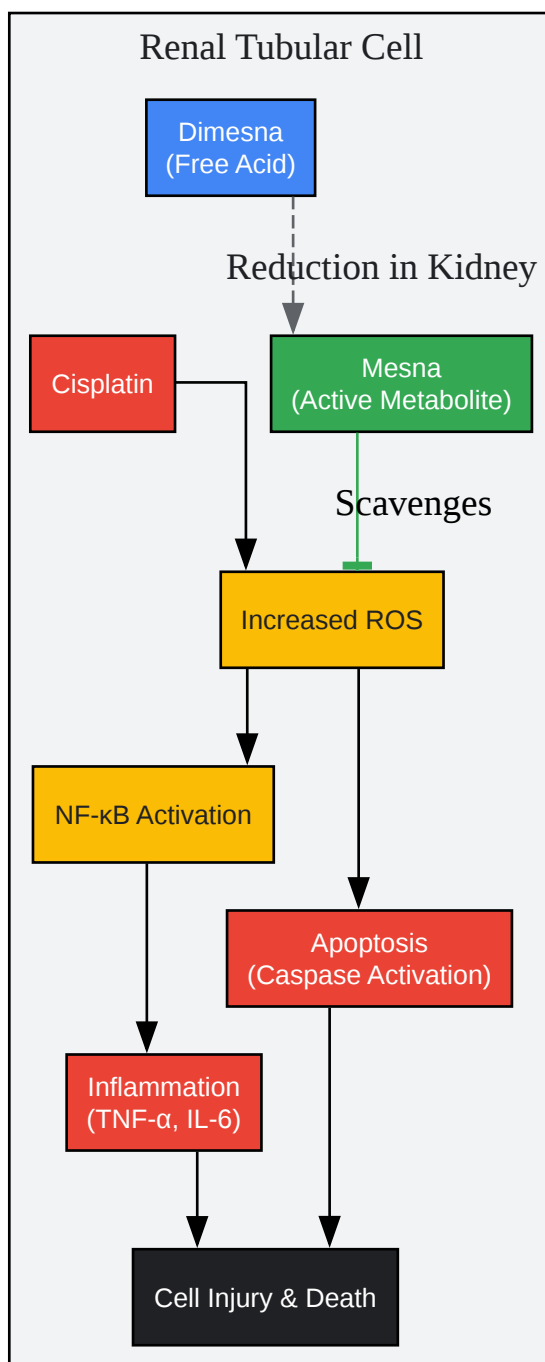 Renal Tubular Cell
Dimesna
(Free Acid)
Reduction in Kidney
Cisplatin
Mesna
(Active Metabolite)
Scavenges
Increased ROS
NF-κB Activation
Apoptosis
(Caspase Activation)
Inflammation
(TNF-α, IL-6)
Cell Injury & Death